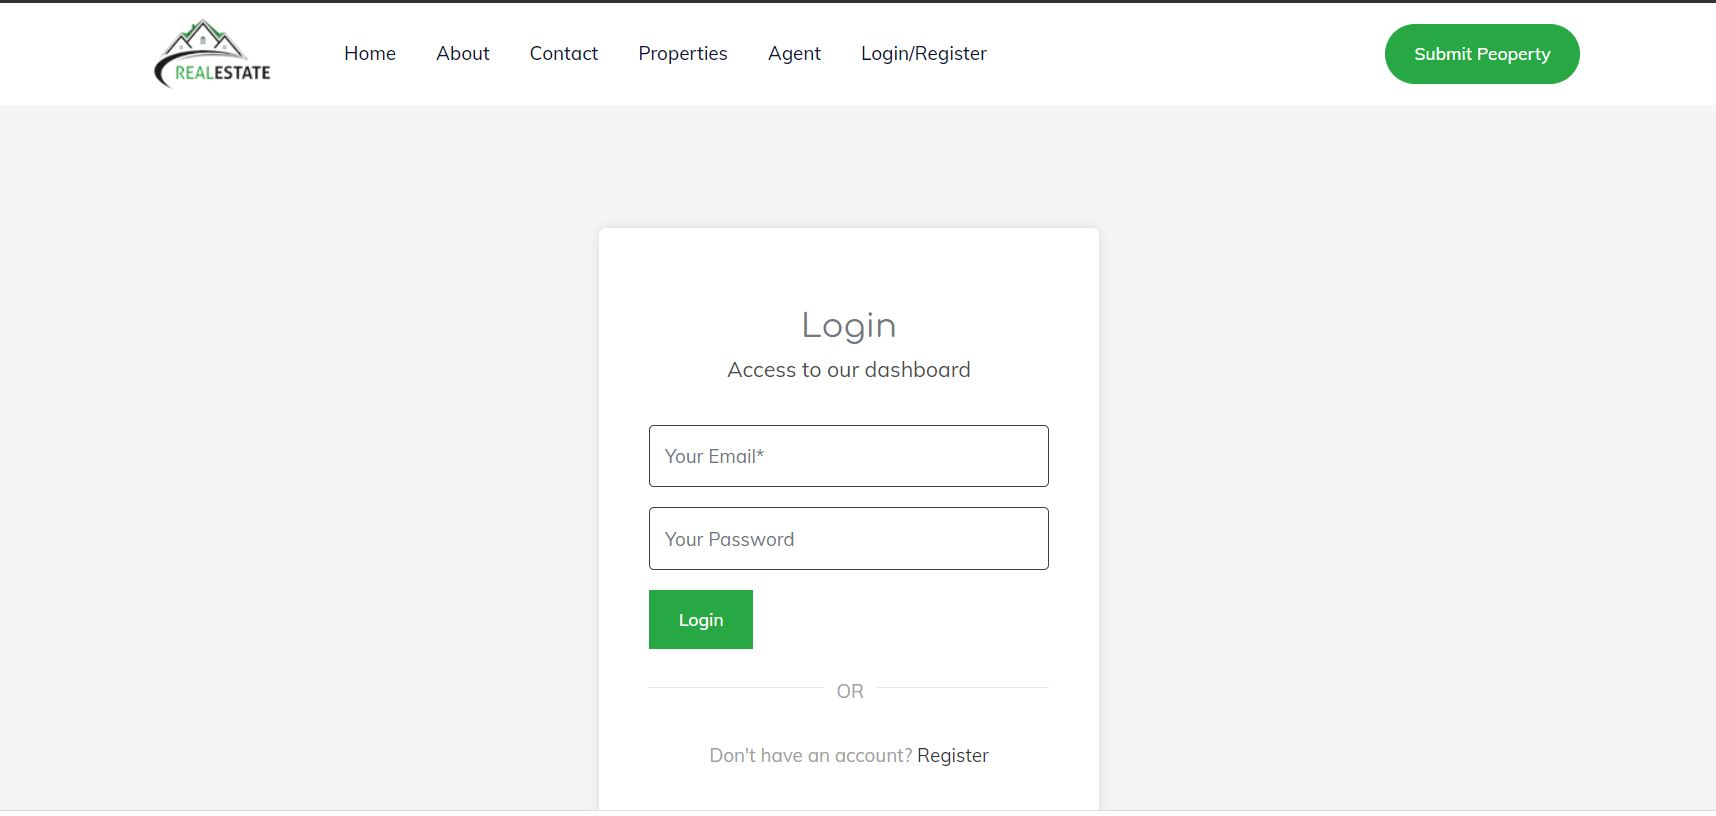 REALESTATE
Home About Contact Properties Agent Login/Register
Submit Peoperty
Login
Access to our dashboard
Your Email*
Your Password
Login
OR
Don't have an account? Register